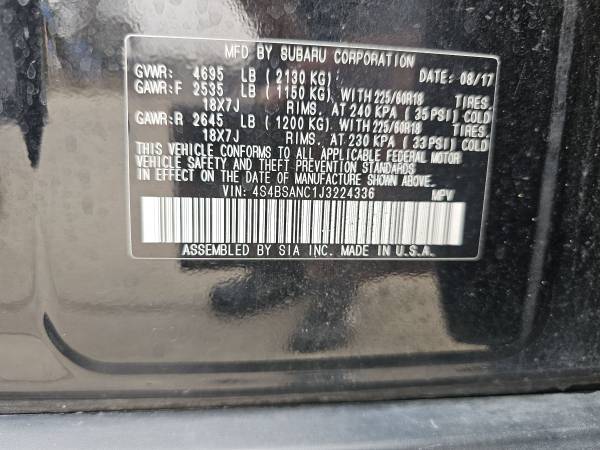 MFD BY SUBARU CORPORATION
GVWR: 4695 LB (2130 KG) DATE: 08/17
GAWR:F 2535 LB (1150 KG), WITH 225/60R18 TIRES,
18X7J RIMS, AT 240 KPA (35 PSI) COLD
GAWR:R 2645 LB (1200 KG), WITH 225/60R18 TIRES,
18X7J RIMS, AT 230 KPA (33 PSI) COLD
THIS VEHICLE CONFORMS TO ALL APPLICABLE FEDERAL MOTOR
VEHICLE SAFETY AND THEFT PREVENTION STANDARDS
IN EFFECT ON THE DATE OF MANUFACTURE SHOWN ABOVE.
VIN: 4S4BSANC1J3224336 MPV
ASSEMBLED BY SIA INC. MADE IN U.S.A.